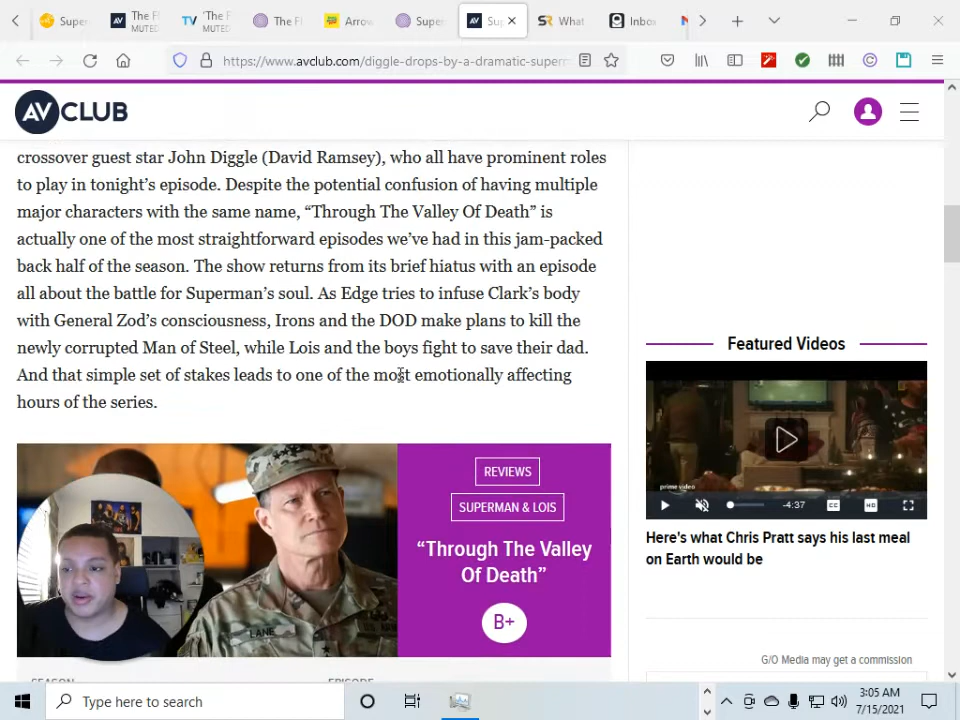 Supe
The F
MUTED
'The F
MUTED
The Fl
Arrow
Supe
Su
What
Inbo
https://www.avclub.com/diggle-drops-by-a-dramatic-superm
AV CLUB
crossover guest star John Diggle (David Ramsey), who all have prominent roles
to play in tonight's episode. Despite the potential confusion of having multiple
major characters with the same name, “Through The Valley Of Death” is
actually one of the most straightforward episodes we've had in this jam-packed
back half of the season. The show returns from its brief hiatus with an episode
all about the battle for Superman's soul. As Edge tries to infuse Clark's body
with General Zod's consciousness, Irons and the DOD make plans to kill the
newly corrupted Man of Steel, while Lois and the boys fight to save their dad.
And that simple set of stakes leads to one of the most emotionally affecting
hours of the series.
REVIEWS
SUPERMAN & LOIS
“Through The Valley
Of Death”
B+
LANE
SEASON
EPISODE
Featured Videos
prime video
-4:37
CC
HD
Here's what Chris Pratt says his last meal
on Earth would be
G/O Media may get a commission
Type here to search
3:05 AM
7/15/2021